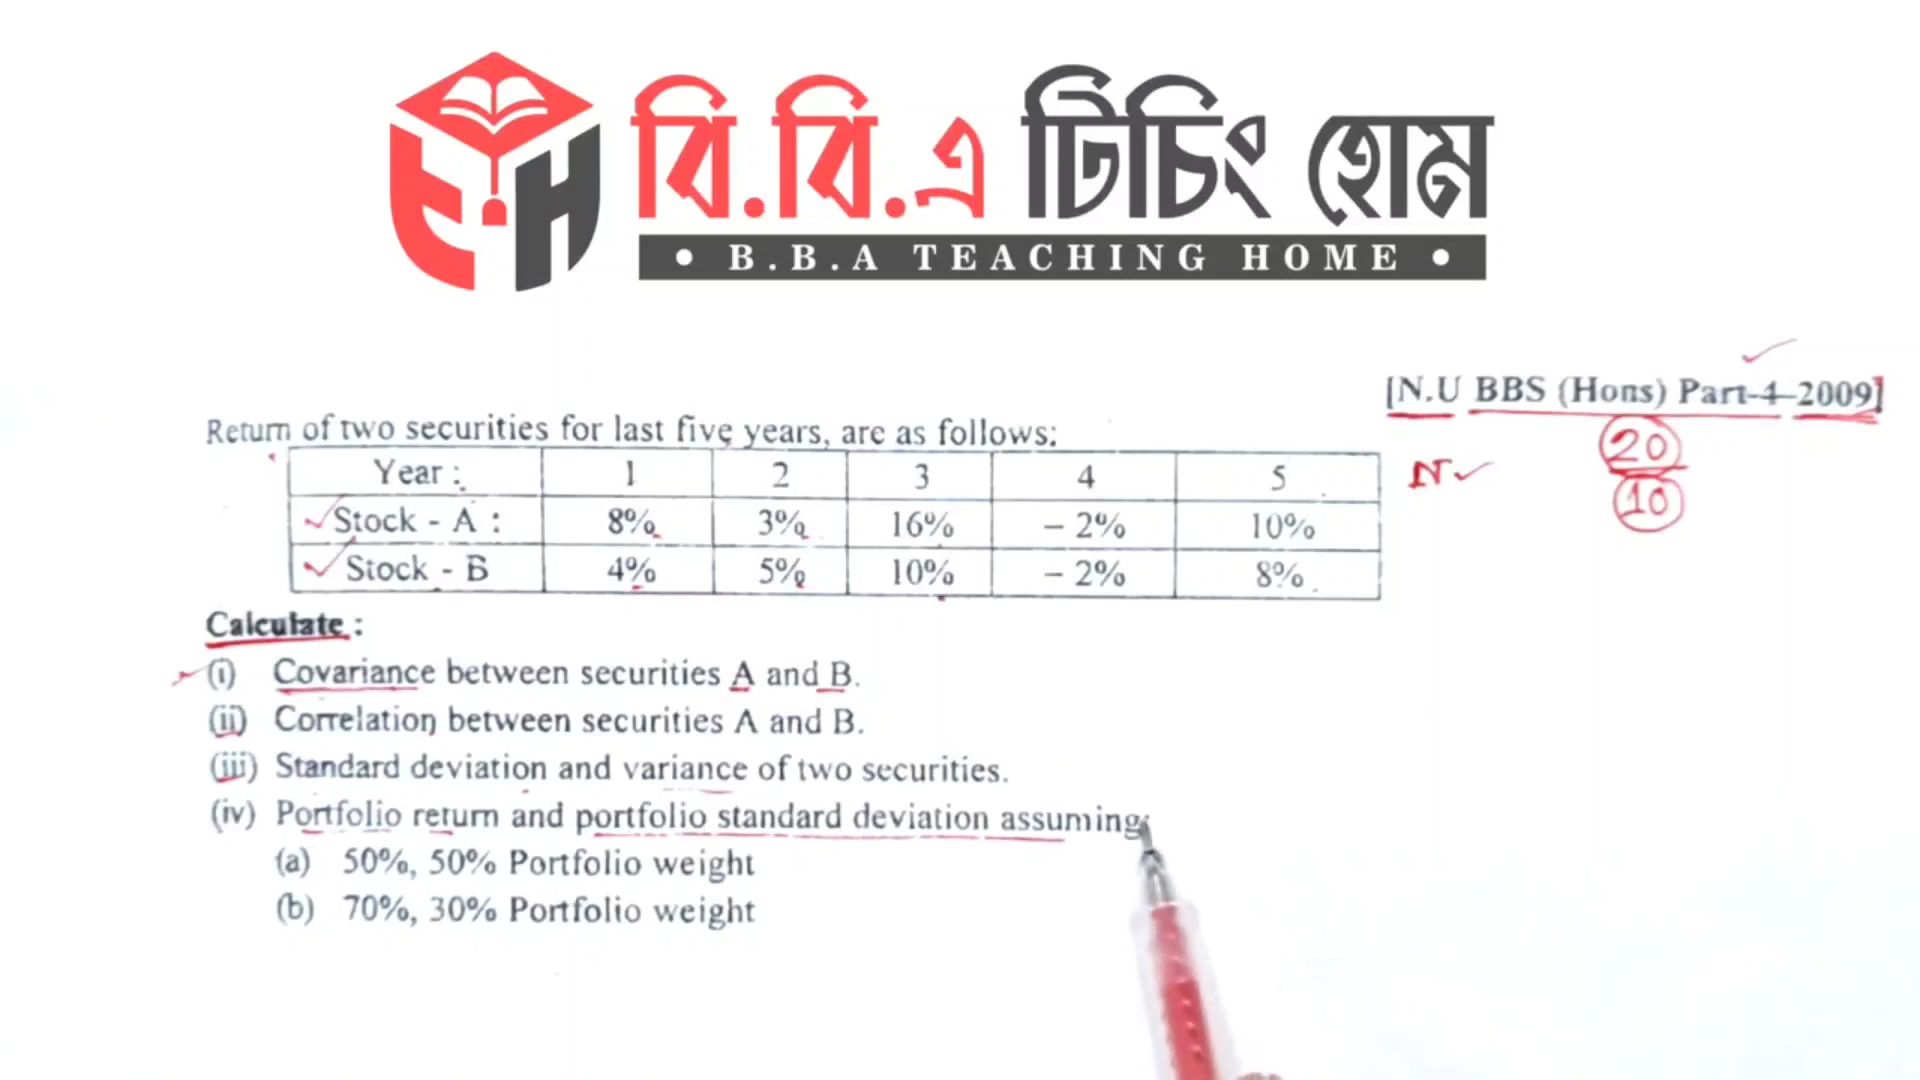 বি.বি.এ টিচিং হোম
• B.B.A TEACHING HOME •
[N.U BBS (Hons) Part-4-2009]
Return of two securities for last five years, are as follows:
20
10
N
Year : 1 2 3 4 5
Stock - A : 8% 3% 16% – 2% 10%
Stock - B 4% 5% 10% – 2% 8%
Calculate :
(i) Covariance between securities A and B.
(ii) Correlation between securities A and B.
(iii) Standard deviation and variance of two securities.
(iv) Portfolio return and portfolio standard deviation assuming:
(a) 50%, 50% Portfolio weight
(b) 70%, 30% Portfolio weight